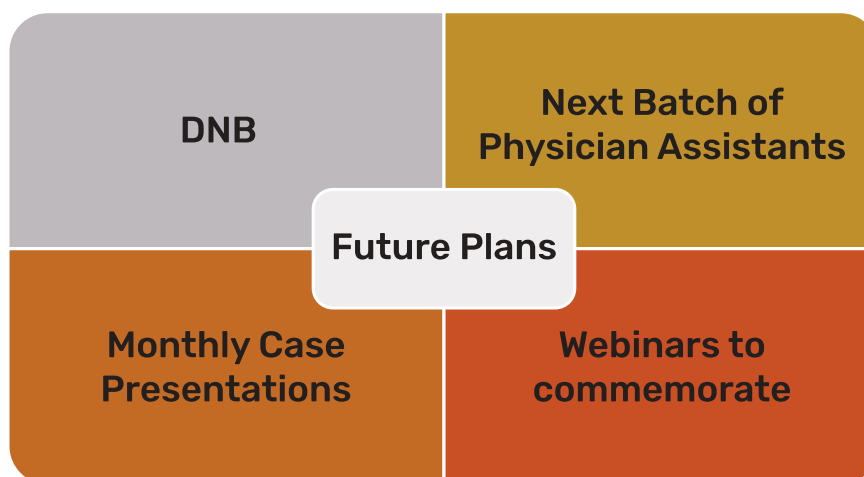 DNB
Next Batch of
Physician Assistants
Future Plans
Monthly Case
Presentations
Webinars to
commemorate